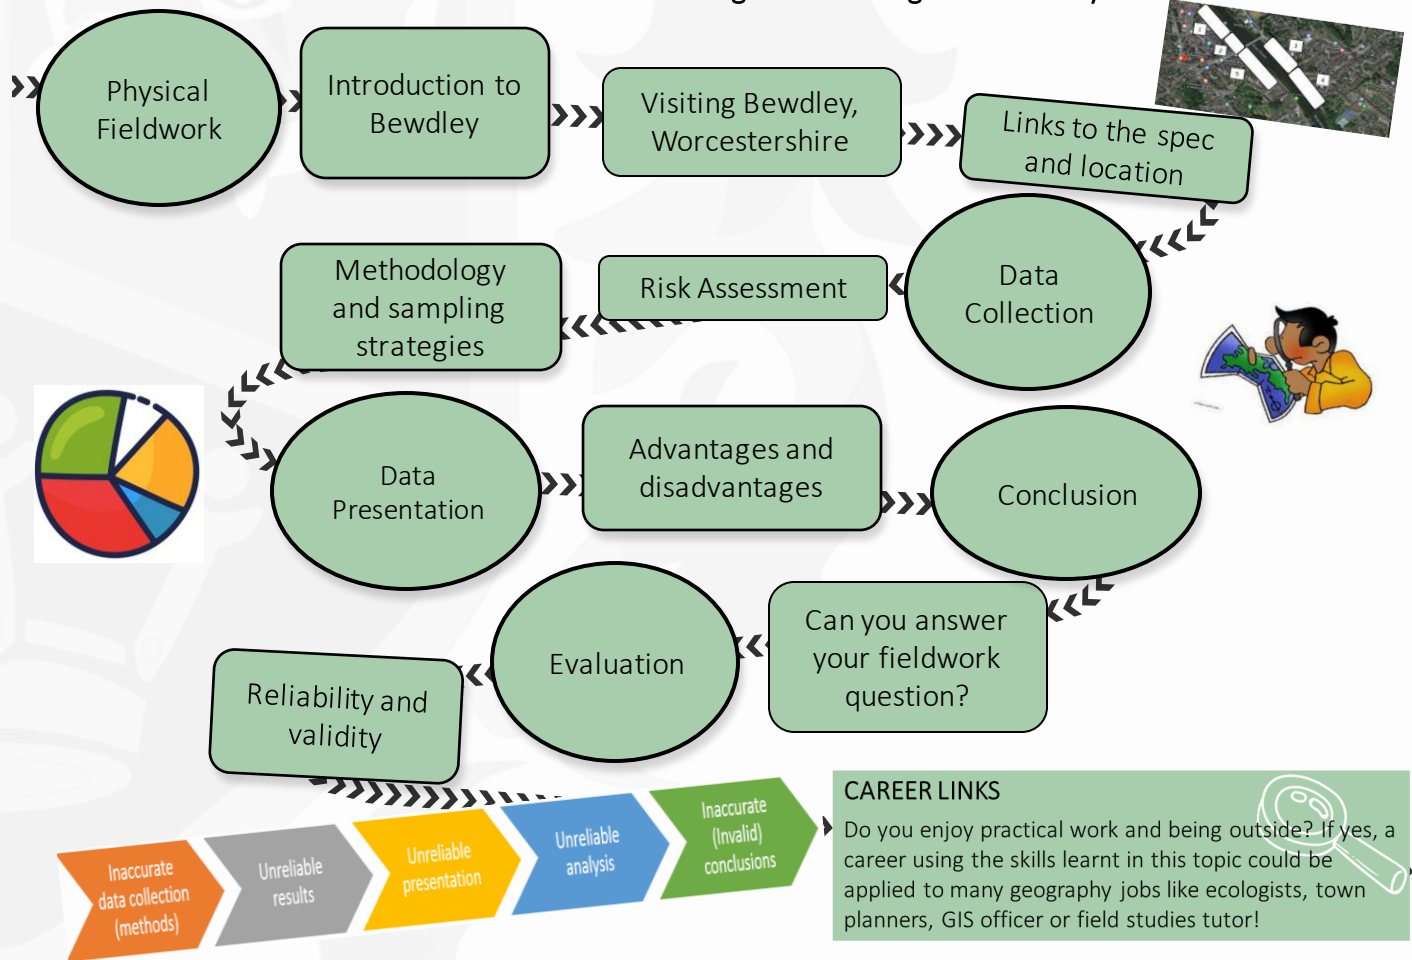 Physical
Fieldwork
Introduction to
Bewdley
Visiting Bewdley,
Worcestershire
Links to the spec
and location
Data
Collection
Risk Assessment
Methodology
and sampling
strategies
Data
Presentation
Advantages and
disadvantages
Conclusion
Can you answer
your fieldwork
question?
Evaluation
Reliability and
validity
Inaccurate
data collection
(methods)
Unreliable
results
Unreliable
presentation
Unreliable
analysis
Inaccurate
(Invalid)
conclusions
CAREER LINKS
Do you enjoy practical work and being outside? If yes, a
career using the skills learnt in this topic could be
applied to many geography jobs like ecologists, town
planners, GIS officer or field studies tutor!